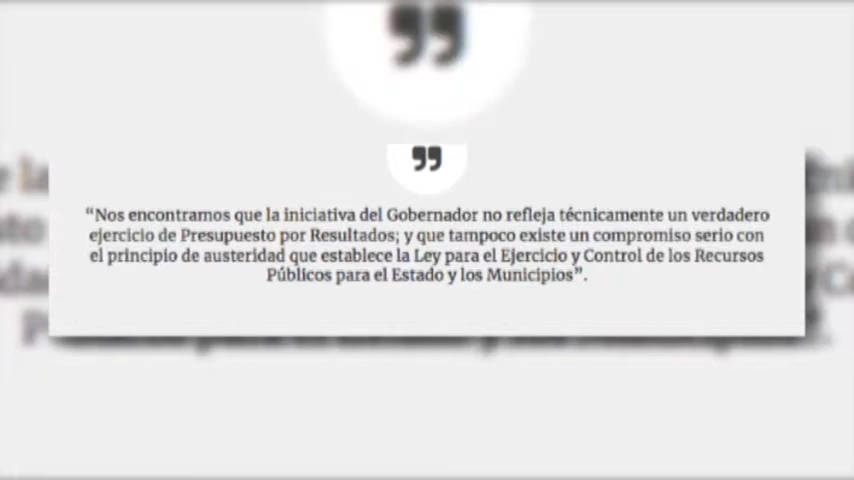 ”
“Nos encontramos que la iniciativa del Gobernador no refleja técnicamente un verdadero
ejercicio de Presupuesto por Resultados; y que tampoco existe un compromiso serio con
el principio de austeridad que establece la Ley para el Ejercicio y Control de los Recursos
Públicos para el Estado y los Municipios”.